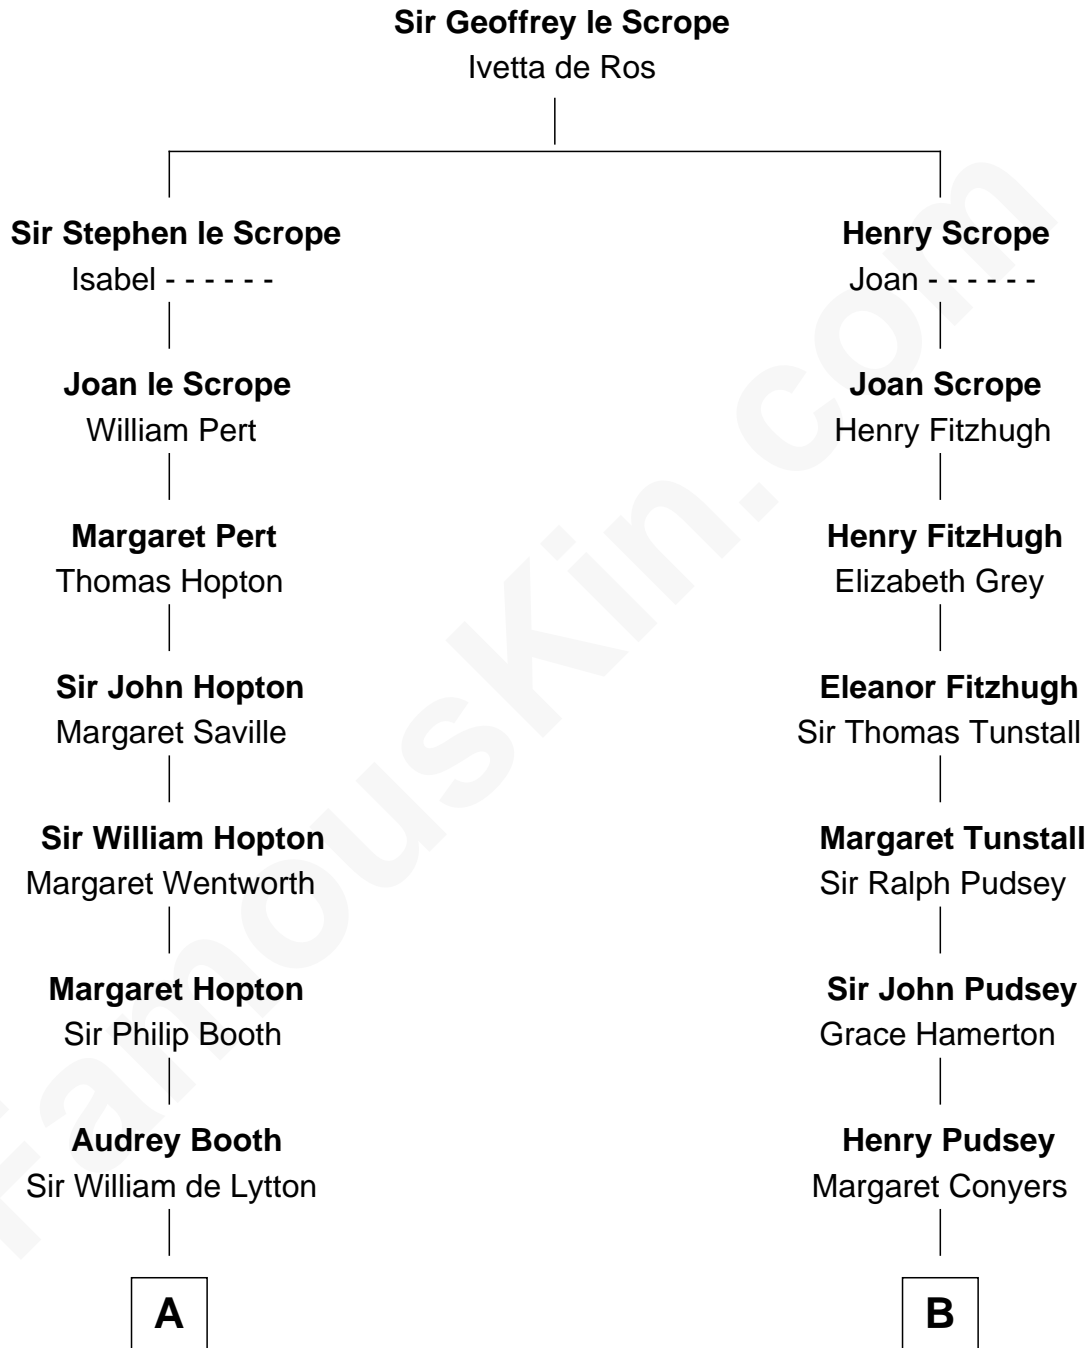 Sir Geoffrey le Scrope
Ivetta de Ros
Sir Stephen le Scrope
Isabel - - - - - -
Henry Scrope
Joan - - - - - -
Joan le Scrope
William Pert
Joan Scrope
Henry Fitzhugh
Margaret Pert
Thomas Hopton
Henry FitzHugh
Elizabeth Grey
Sir John Hopton
Margaret Saville
Eleanor Fitzhugh
Sir Thomas Tunstall
Sir William Hopton
Margaret Wentworth
Margaret Tunstall
Sir Ralph Pudsey
Margaret Hopton
Sir Philip Booth
Sir John Pudsey
Grace Hamerton
Audrey Booth
Sir William de Lytton
Henry Pudsey
Margaret Conyers
A
B
FamousKin.com